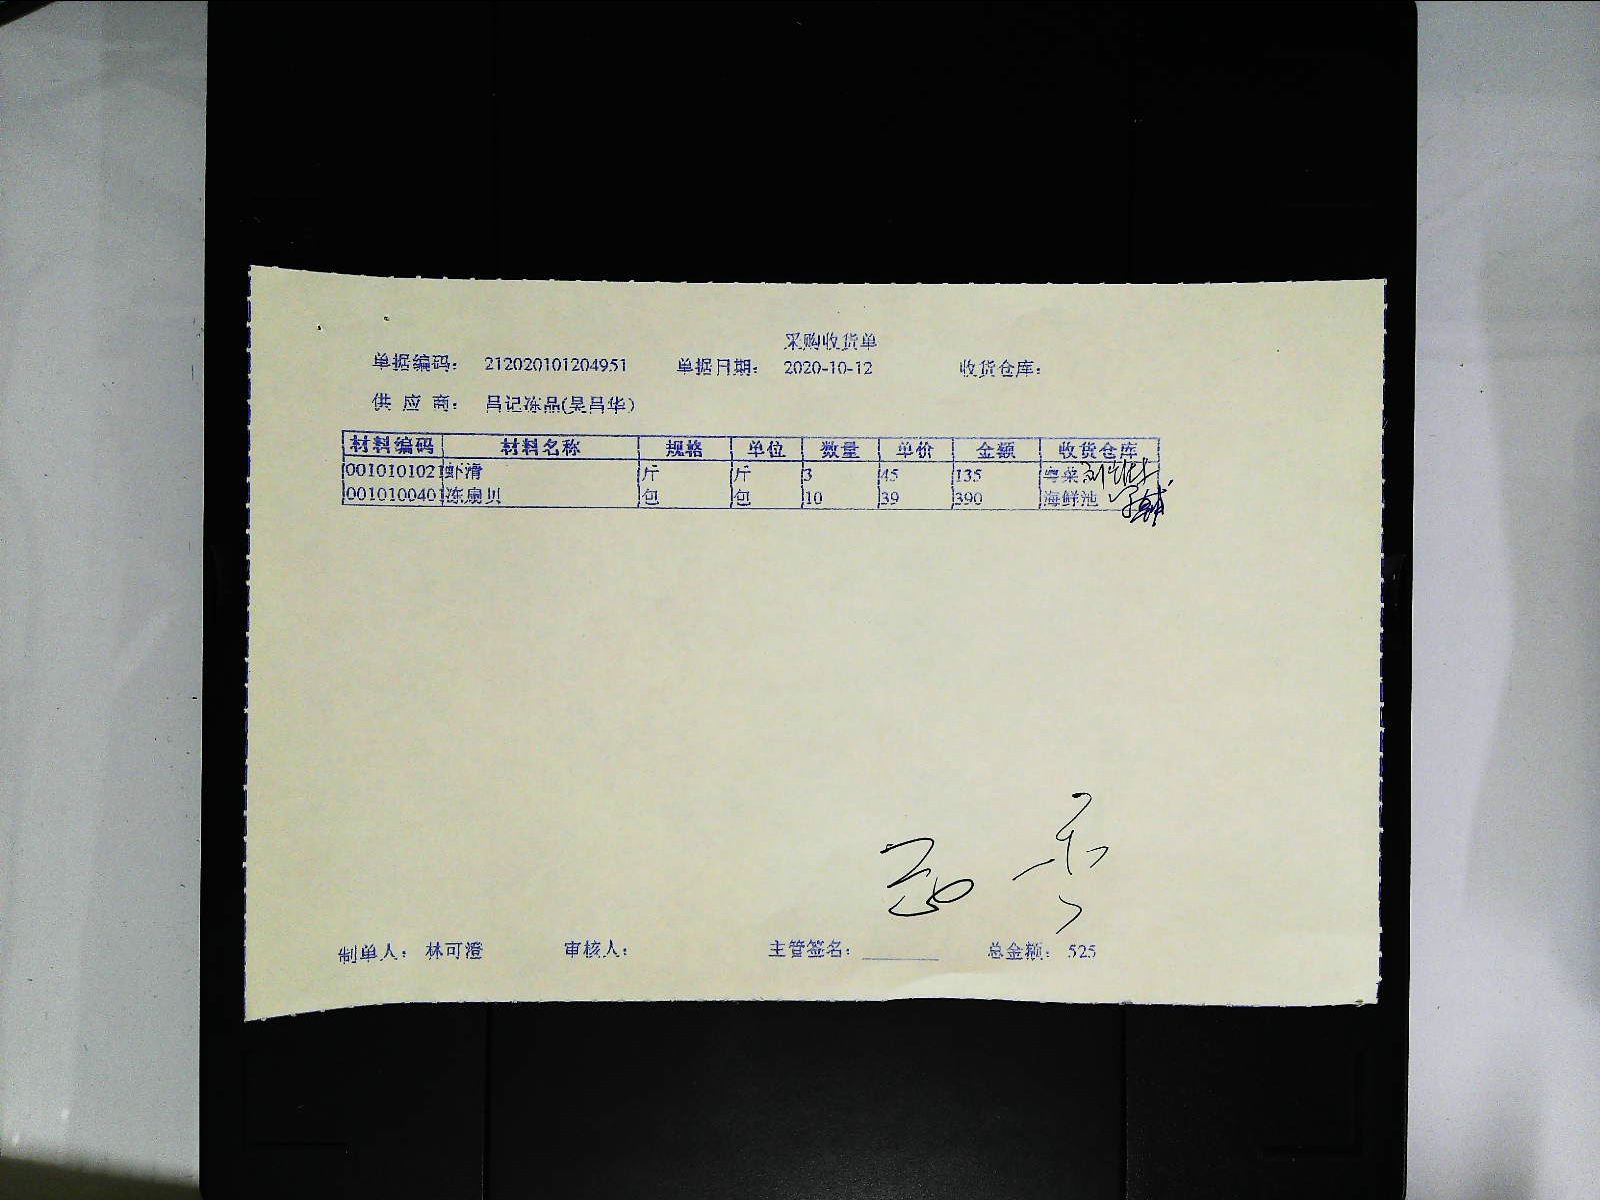 采购收货单
单据编码： 212020101204951 单据日期： 2020-10-12 收货仓库：
供 应 商： 吕记冻品(吴吕华)
材料编码 材料名称 规格 单位 数量 单价 金额 收货仓库
0010101021 虾滑 斤 斤 3 45 135 粤菜
0010100401 冻扇贝 包 包 10 39 390 海鲜池
制单人： 林可澄 审核人： 主管签名： 总金额： 525